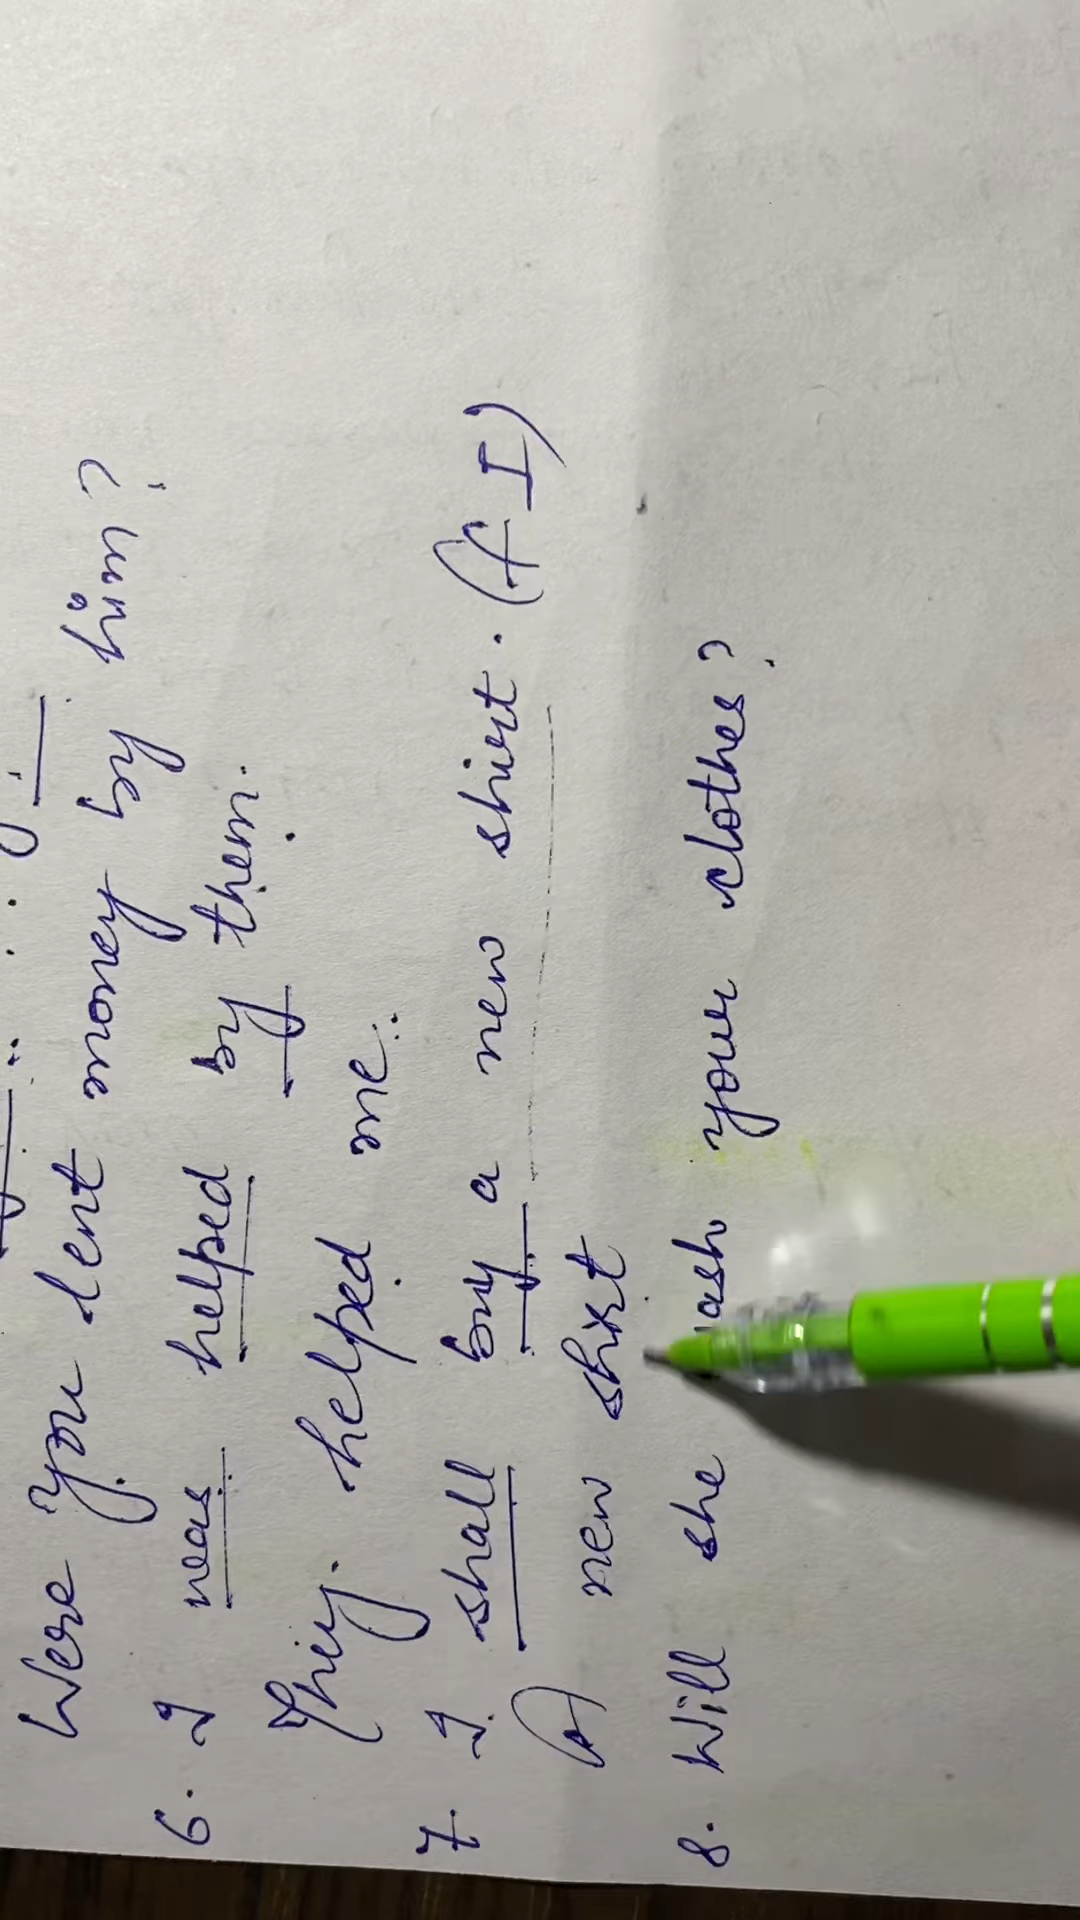 Were you lent money by him?
6. I was helped by them.
They helped me.
7. I shall buy a new shirt. (f I)
A new shirt
8. Will she ash your clothes?